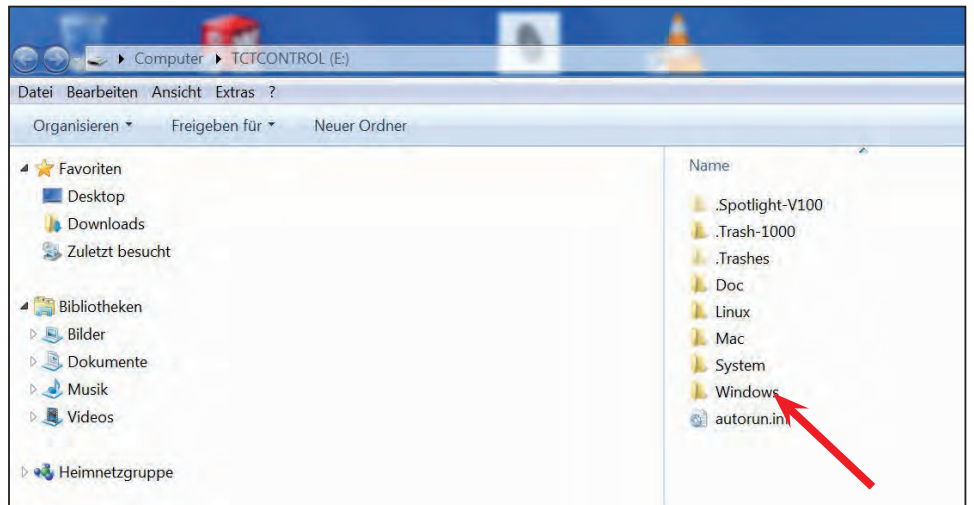 Computer ▸ TCTCONTROL (E:)
Datei Bearbeiten Ansicht Extras ?
Organisieren Freigeben für Neuer Ordner
Favoriten
Desktop
Downloads
Zuletzt besucht
Bibliotheken
Bilder
Dokumente
Musik
Videos
Heimnetzgruppe
Name
.Spotlight-V100
.Trash-1000
.Trashes
Doc
Linux
Mac
System
Windows
autorun.inf